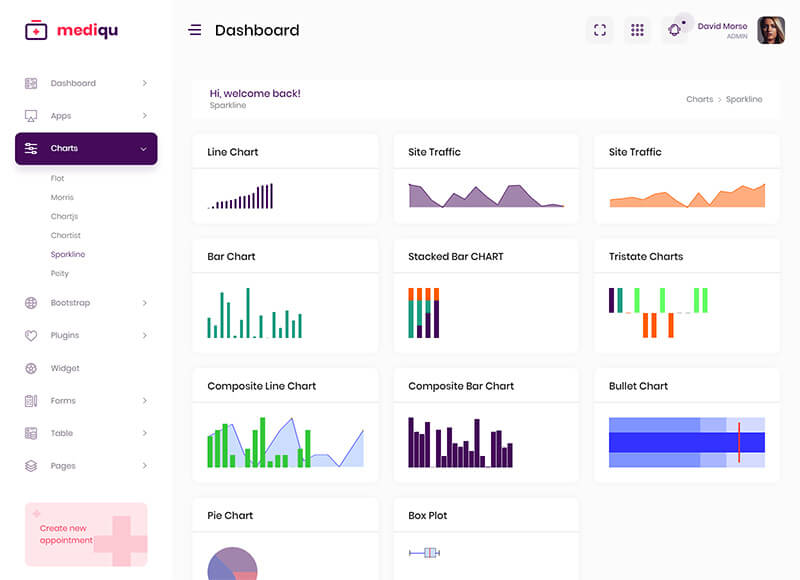 mediqu
Dashboard
David Morse
ADMIN
Dashboard
Apps
Charts
Flot
Morris
Chartjs
Chartist
Sparkline
Peity
Bootstrap
Plugins
Widget
Forms
Table
Pages
Create new
appointment
Hi, welcome back!
Sparkline
Charts > Sparkline
Line Chart
Site Traffic
Site Traffic
Bar Chart
Stacked Bar CHART
Tristate Charts
Composite Line Chart
Composite Bar Chart
Bullet Chart
Pie Chart
Box Plot